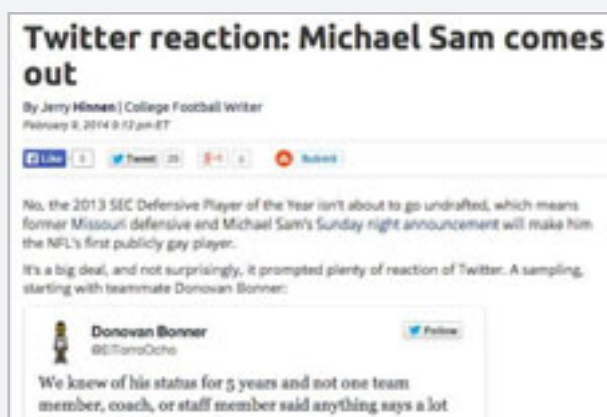 Twitter reaction: Michael Sam comes
out
By Jerry Hinnen | College Football Writer
February 9, 2014 9:12 pm ET
Like Tweet Submit
No, the 2013 SEC Defensive Player of the Year isn't about to go undrafted, which means
former Missouri defensive end Michael Sam's Sunday night announcement will make him
the NFL's first publicly gay player.
It's a big deal, and not surprisingly, it prompted plenty of reaction of Twitter. A sampling,
starting with teammate Donovan Bonner:
Donovan Bonner Follow
@ElTorroOcho
We knew of his status for 5 years and not one team
member, coach, or staff member said anything says a lot